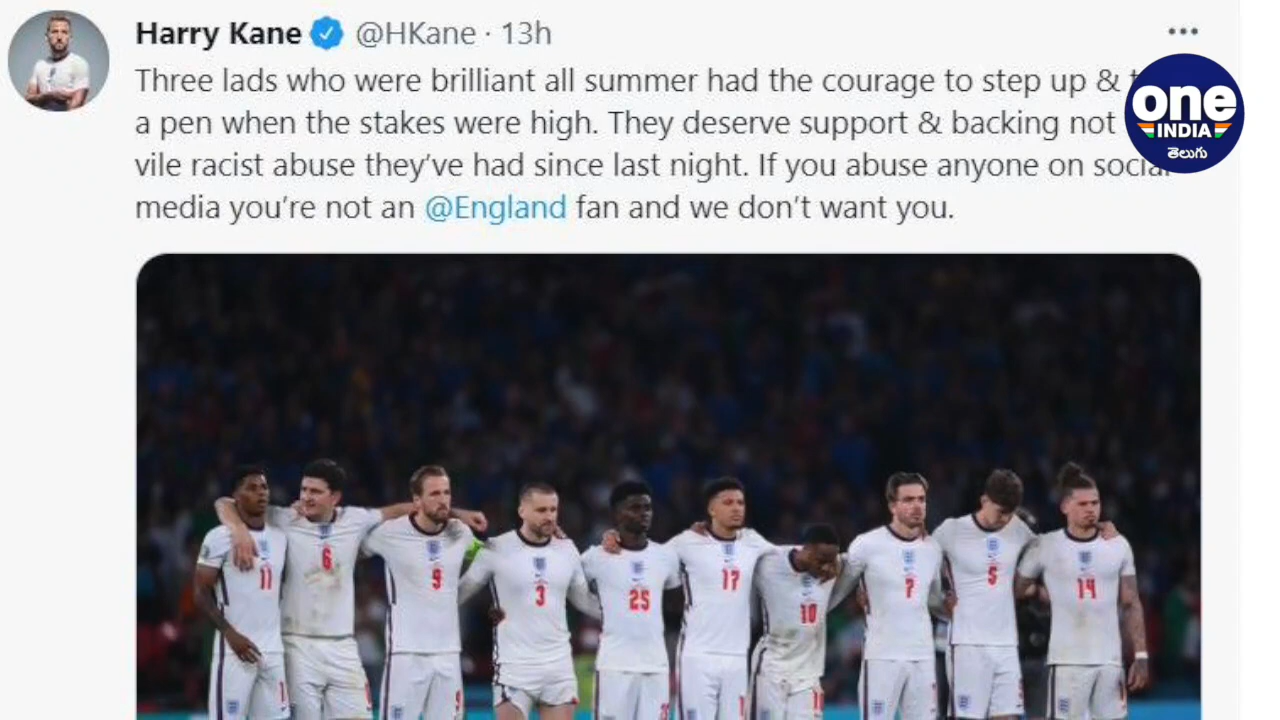 Harry Kane @HKane · 13h
Three lads who were brilliant all summer had the courage to step up &
a pen when the stakes were high. They deserve support & backing not
vile racist abuse they've had since last night. If you abuse anyone on social
media you're not an @England fan and we don't want you.
one
INDIA
తెలుగు
11
6
9
3
25
17
10
7
5
14